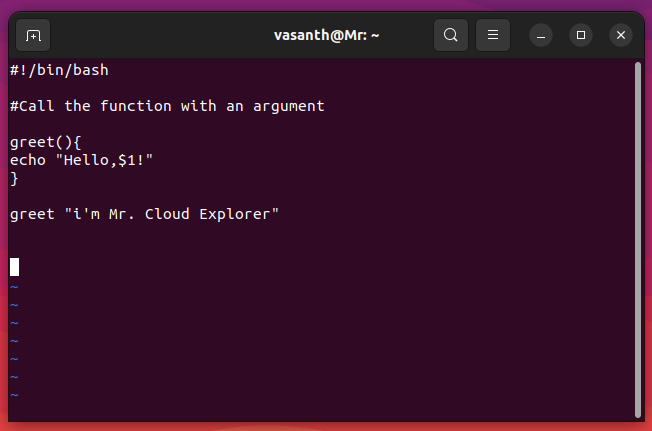 vasanth@Mr: ~
#!/bin/bash
#Call the function with an argument
greet(){
echo "Hello,$1!"
}
greet "i'm Mr. Cloud Explorer"
~
~
~
~
~
~
~